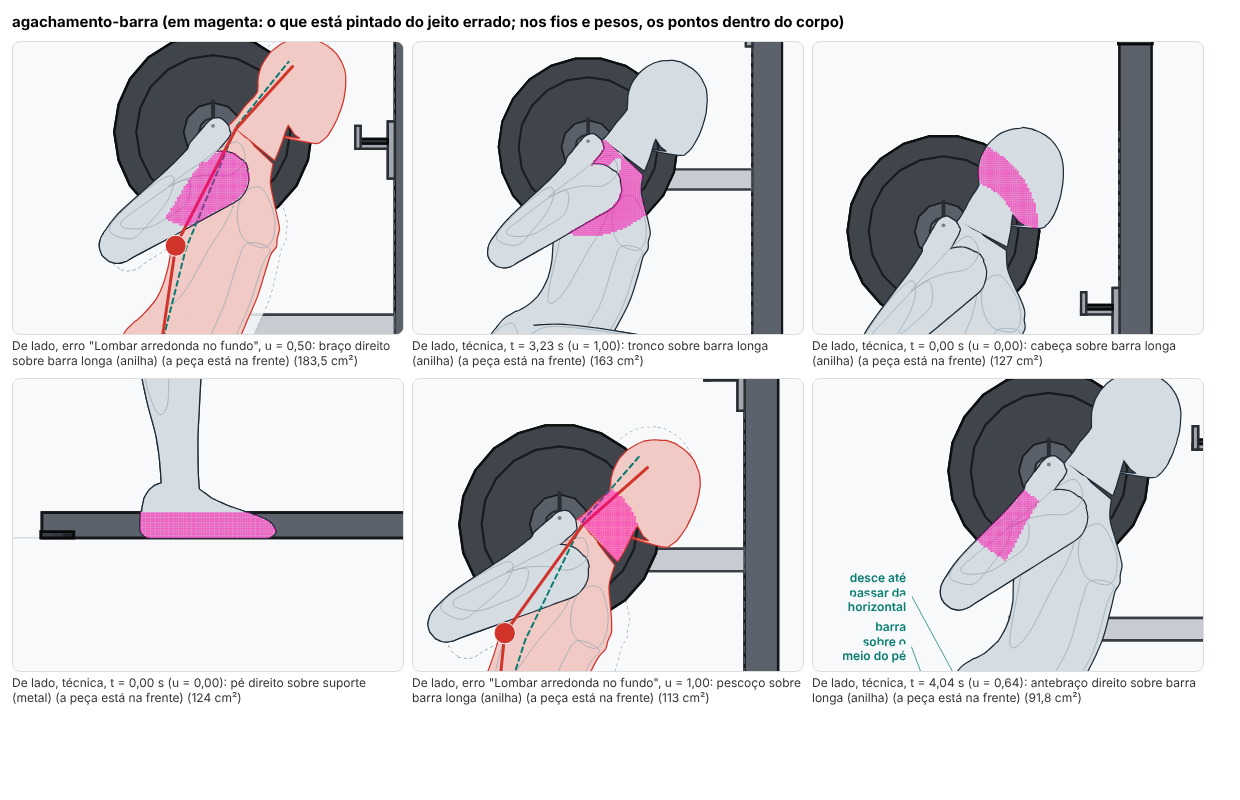 agachamento-barra (em magenta: o que está pintado do jeito errado; nos fios e pesos, os pontos dentro do corpo)
De lado, erro "Lombar arredonda no fundo", u = 0,50: braço direito
sobre barra longa (anilha) (a peça está na frente) (183,5 cm²)
De lado, técnica, t = 3,23 s (u = 1,00): tronco sobre barra longa
(anilha) (a peça está na frente) (163 cm²)
De lado, técnica, t = 0,00 s (u = 0,00): cabeça sobre barra longa
(anilha) (a peça está na frente) (127 cm²)
desce até
passar da
horizontal
barra
sobre o
meio do pé
De lado, técnica, t = 0,00 s (u = 0,00): pé direito sobre suporte
(metal) (a peça está na frente) (124 cm²)
De lado, erro "Lombar arredonda no fundo", u = 1,00: pescoço sobre
barra longa (anilha) (a peça está na frente) (113 cm²)
De lado, técnica, t = 4,04 s (u = 0,64): antebraço direito sobre barra
longa (anilha) (a peça está na frente) (91,8 cm²)